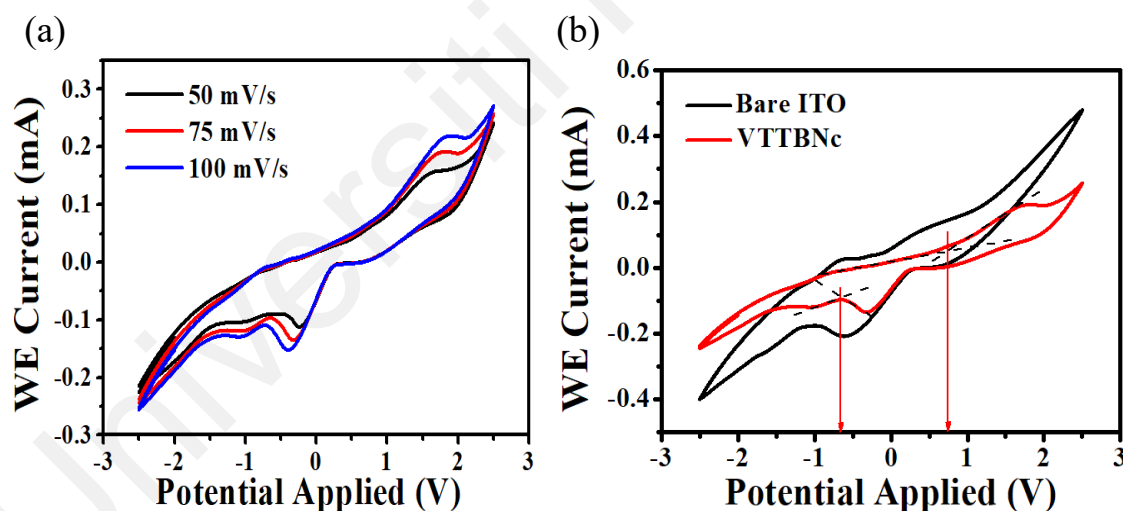 (a)
(b)
50 mV/s
75 mV/s
100 mV/s
WE Current (mA)
0.3
0.2
0.1
0.0
-0.1
-0.2
-0.3
-3
-2
-1
0
1
2
3
Potential Applied (V)
Bare ITO
VTTBNc
WE Current (mA)
0.6
0.4
0.2
0.0
-0.2
-0.4
-3
-2
-1
0
1
2
3
Potential Applied (V)
Universiti